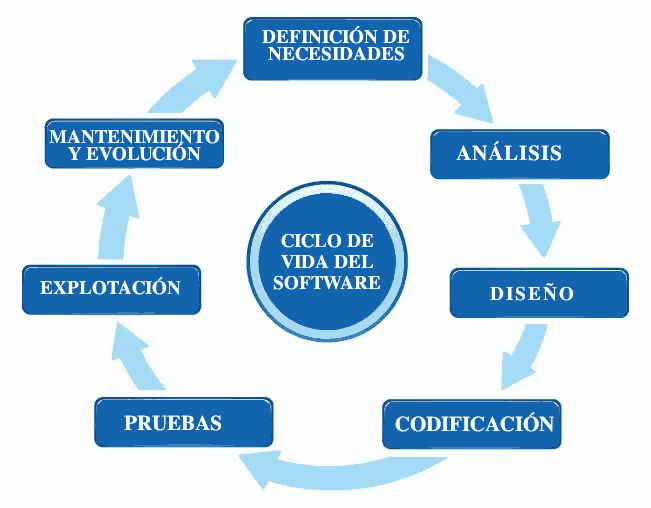 DEFINICIÓN DE
NECESIDADES
ANÁLISIS
DISEÑO
CODIFICACIÓN
PRUEBAS
EXPLOTACIÓN
MANTENIMIENTO
Y EVOLUCIÓN
CICLO DE
VIDA DEL
SOFTWARE